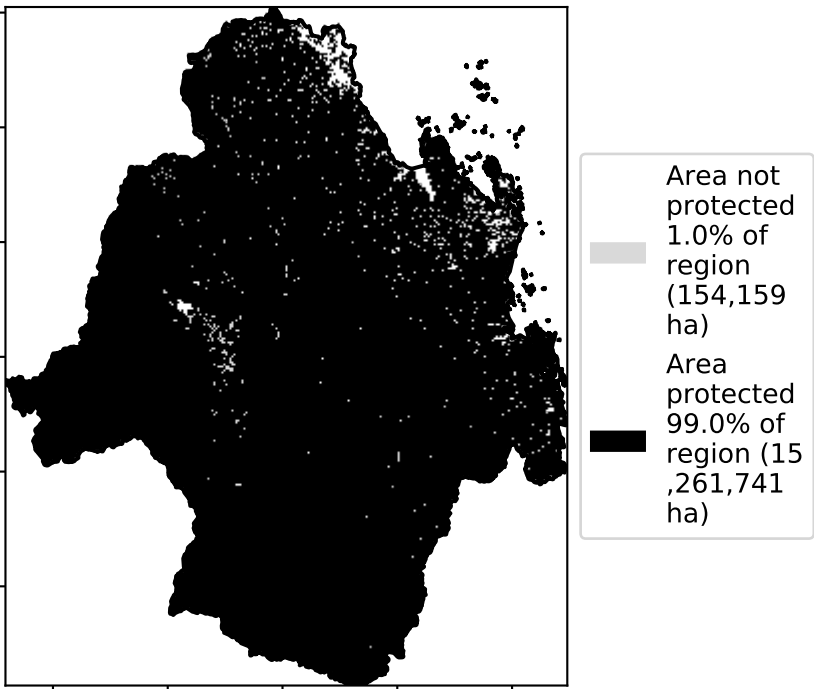 Area not
protected
1.0% of
region
(154,159
ha)
Area
protected
99.0% of
region (15
,261,741
ha)